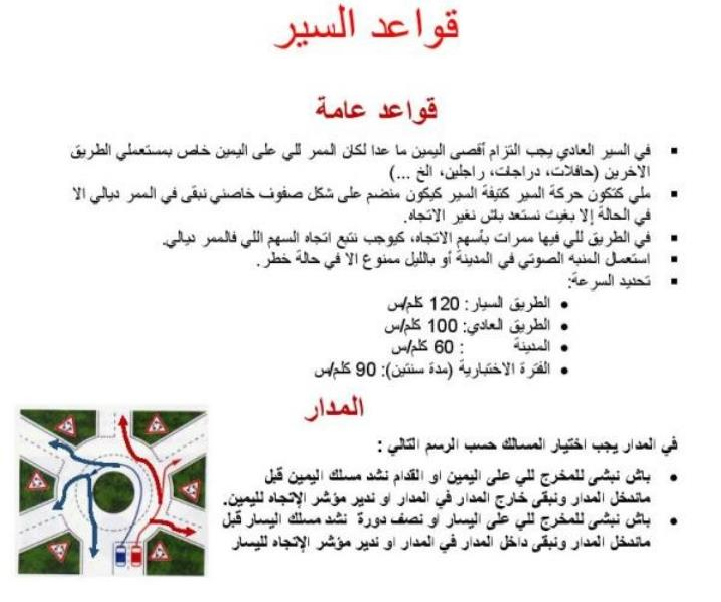 قواعد السير
قواعد عامة
▪ في السير العادي يجب التزام أقصى اليمين ما عدا لكان الممر للي على اليمين خاص بمستعملي الطريق
الاخرين (حافلات، دراجات، راجلين، الخ ...)
▪ ملي كتكون حركة السير كثيفة السير كيكون منضم على شكل صفوف خاصني نبقى في الممر ديالي الا
في الحالة إلا بغيت نستعد باش نغير الاتجاه.
▪ في الطريق للي فيها ممرات بأسهم الاتجاه، كيوجب نتبع اتجاه السهم اللي فالممر ديالي.
▪ استعمال المنبه الصوتي في المدينة أو بالليل ممنوع الا في حالة خطر.
▪ تحديد السرعة:
• الطريق السيار: 120 كلم/س
• الطريق العادي: 100 كلم/س
• المدينة : 60 كلم/س
• الفترة الاختبارية (مدة سنتين): 90 كلم/س
المدار
في المدار يجب اختيار المسالك حسب الرسم التالي :
• باش نبشى للمخرج للي على اليمين او القدام نشد مسلك اليمين قبل
ماندخل المدار ونبقى خارج المدار في المدار او ندير مؤشر الإتجاه لليمين.
• باش نبشى للمخرج للي على اليسار او نصف دورة نشد مسلك اليسار قبل
ماندخل المدار ونبقى داخل المدار في المدار او ندير مؤشر الإتجاه لليسار